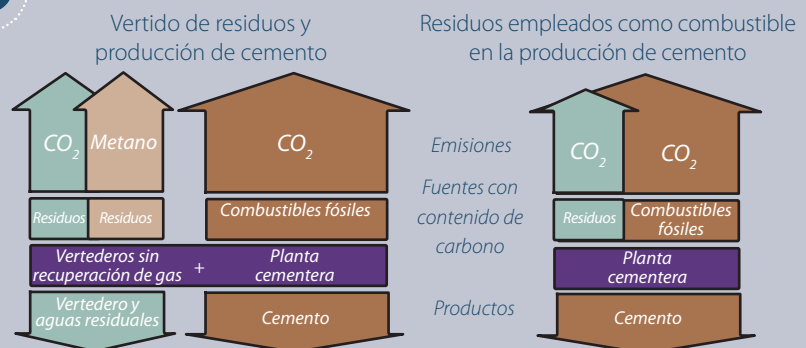 Vertido de residuos y
producción de cemento
CO2
Metano
CO2
Residuos
Residuos
Combustibles fósiles
Vertederos sin
recuperación de gas
+
Planta
cementera
Vertedero y
aguas residuales
Cemento
Emisiones
Fuentes con
contenido de
carbono
Productos
Residuos empleados como combustible
en la producción de cemento
CO2
CO2
Residuos
Combustibles
fósiles
Planta
cementera
Cemento